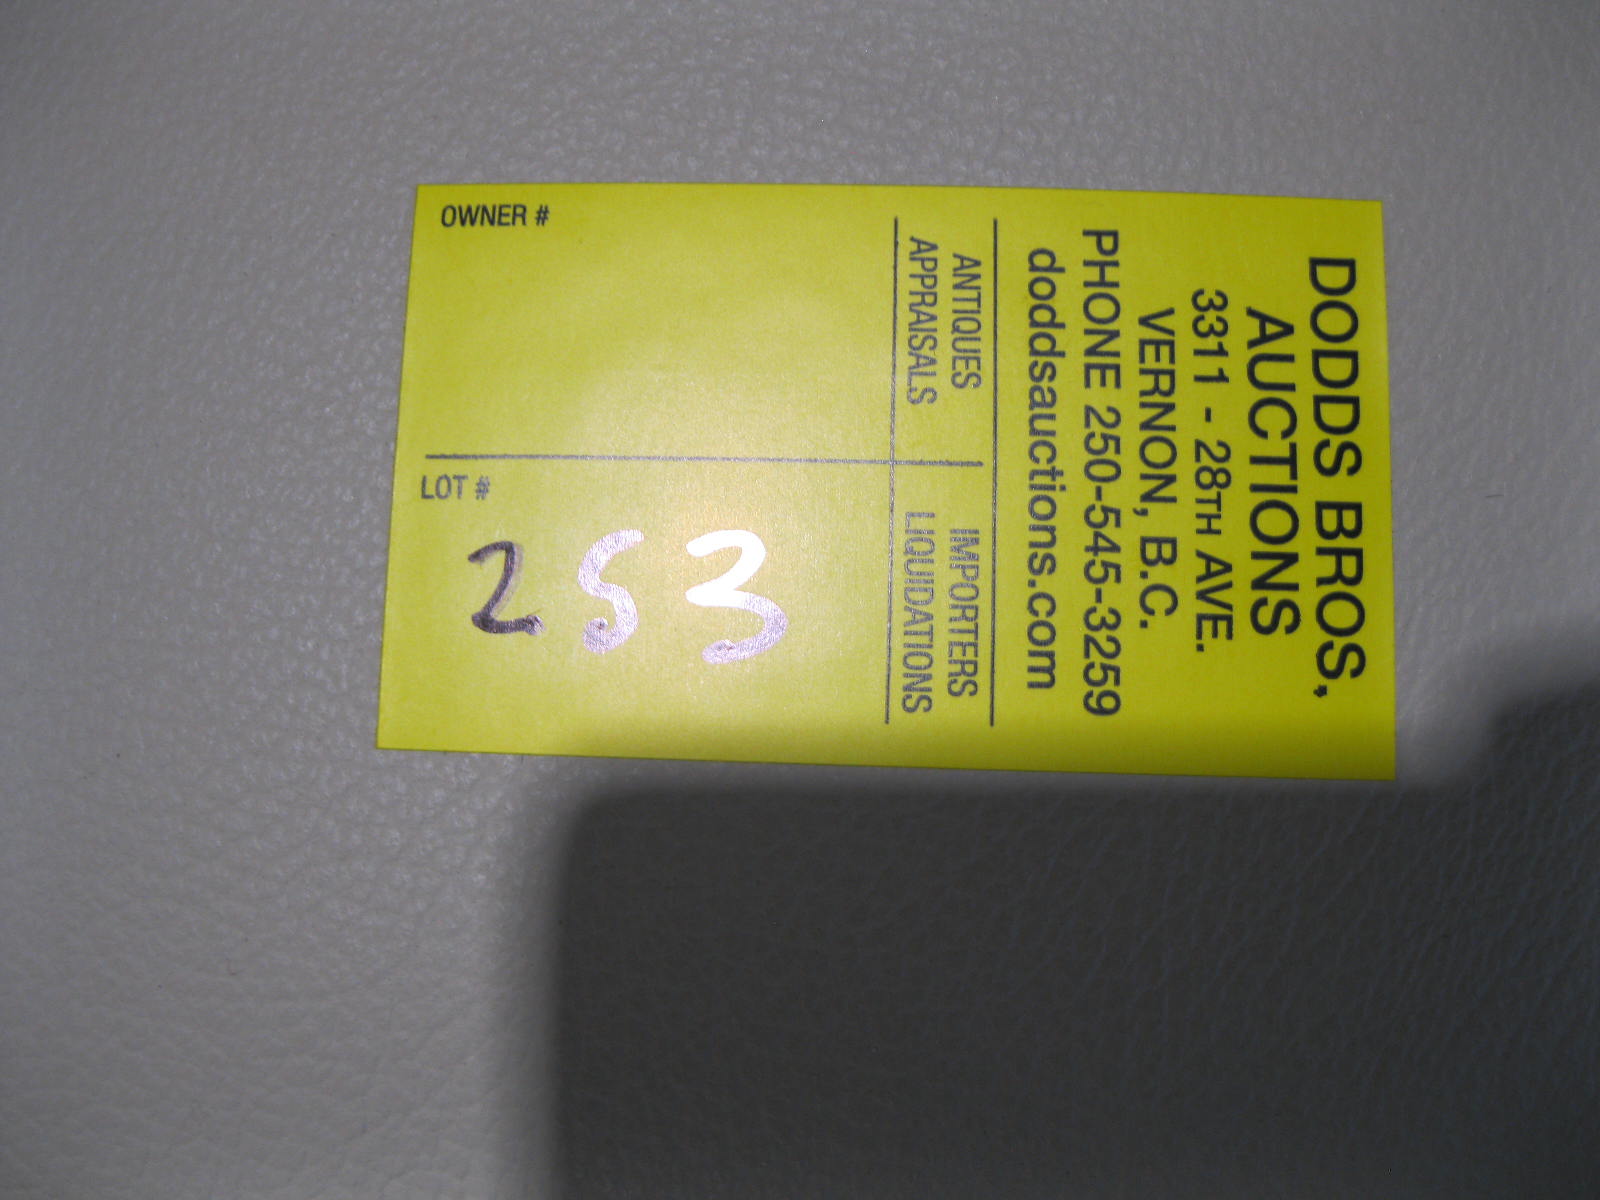 DODDS BROS,
AUCTIONS
3311 - 28TH AVE.
VERNON, B.C.
PHONE 250-545-3259
doddsauctions.com
ANTIQUES IMPORTERS
APPRAISALS LIQUIDATIONS
OWNER #
LOT #
253